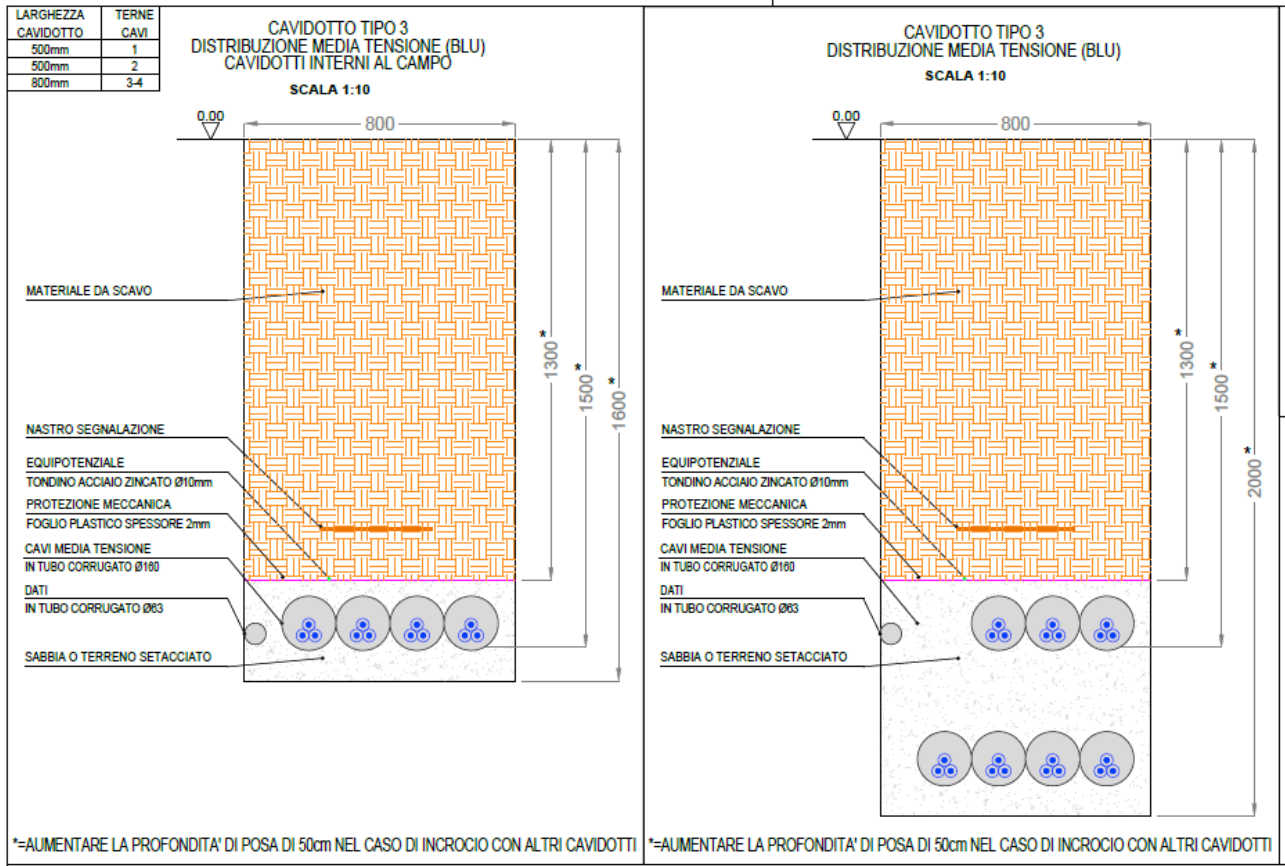 LARGHEZZA CAVIDOTTO TERNE CAVI
500mm 1
500mm 2
800mm 3-4
CAVIDOTTO TIPO 3
DISTRIBUZIONE MEDIA TENSIONE (BLU)
CAVIDOTTI INTERNI AL CAMPO
SCALA 1:10
0.00
800
MATERIALE DA SCAVO
1300*
1500*
1600*
NASTRO SEGNALAZIONE
EQUIPOTENZIALE
TONDINO ACCIAIO ZINCATO Ø10mm
PROTEZIONE MECCANICA
FOGLIO PLASTICO SPESSORE 2mm
CAVI MEDIA TENSIONE
IN TUBO CORRUGATO Ø160
DATI
IN TUBO CORRUGATO Ø63
SABBIA O TERRENO SETACCIATO
*=AUMENTARE LA PROFONDITA' DI POSA DI 50cm NEL CASO DI INCROCIO CON ALTRI CAVIDOTTI
CAVIDOTTO TIPO 3
DISTRIBUZIONE MEDIA TENSIONE (BLU)
SCALA 1:10
0.00
800
MATERIALE DA SCAVO
1300*
1500*
2000*
NASTRO SEGNALAZIONE
EQUIPOTENZIALE
TONDINO ACCIAIO ZINCATO Ø10mm
PROTEZIONE MECCANICA
FOGLIO PLASTICO SPESSORE 2mm
CAVI MEDIA TENSIONE
IN TUBO CORRUGATO Ø160
DATI
IN TUBO CORRUGATO Ø63
SABBIA O TERRENO SETACCIATO
*=AUMENTARE LA PROFONDITA' DI POSA DI 50cm NEL CASO DI INCROCIO CON ALTRI CAVIDOTTI